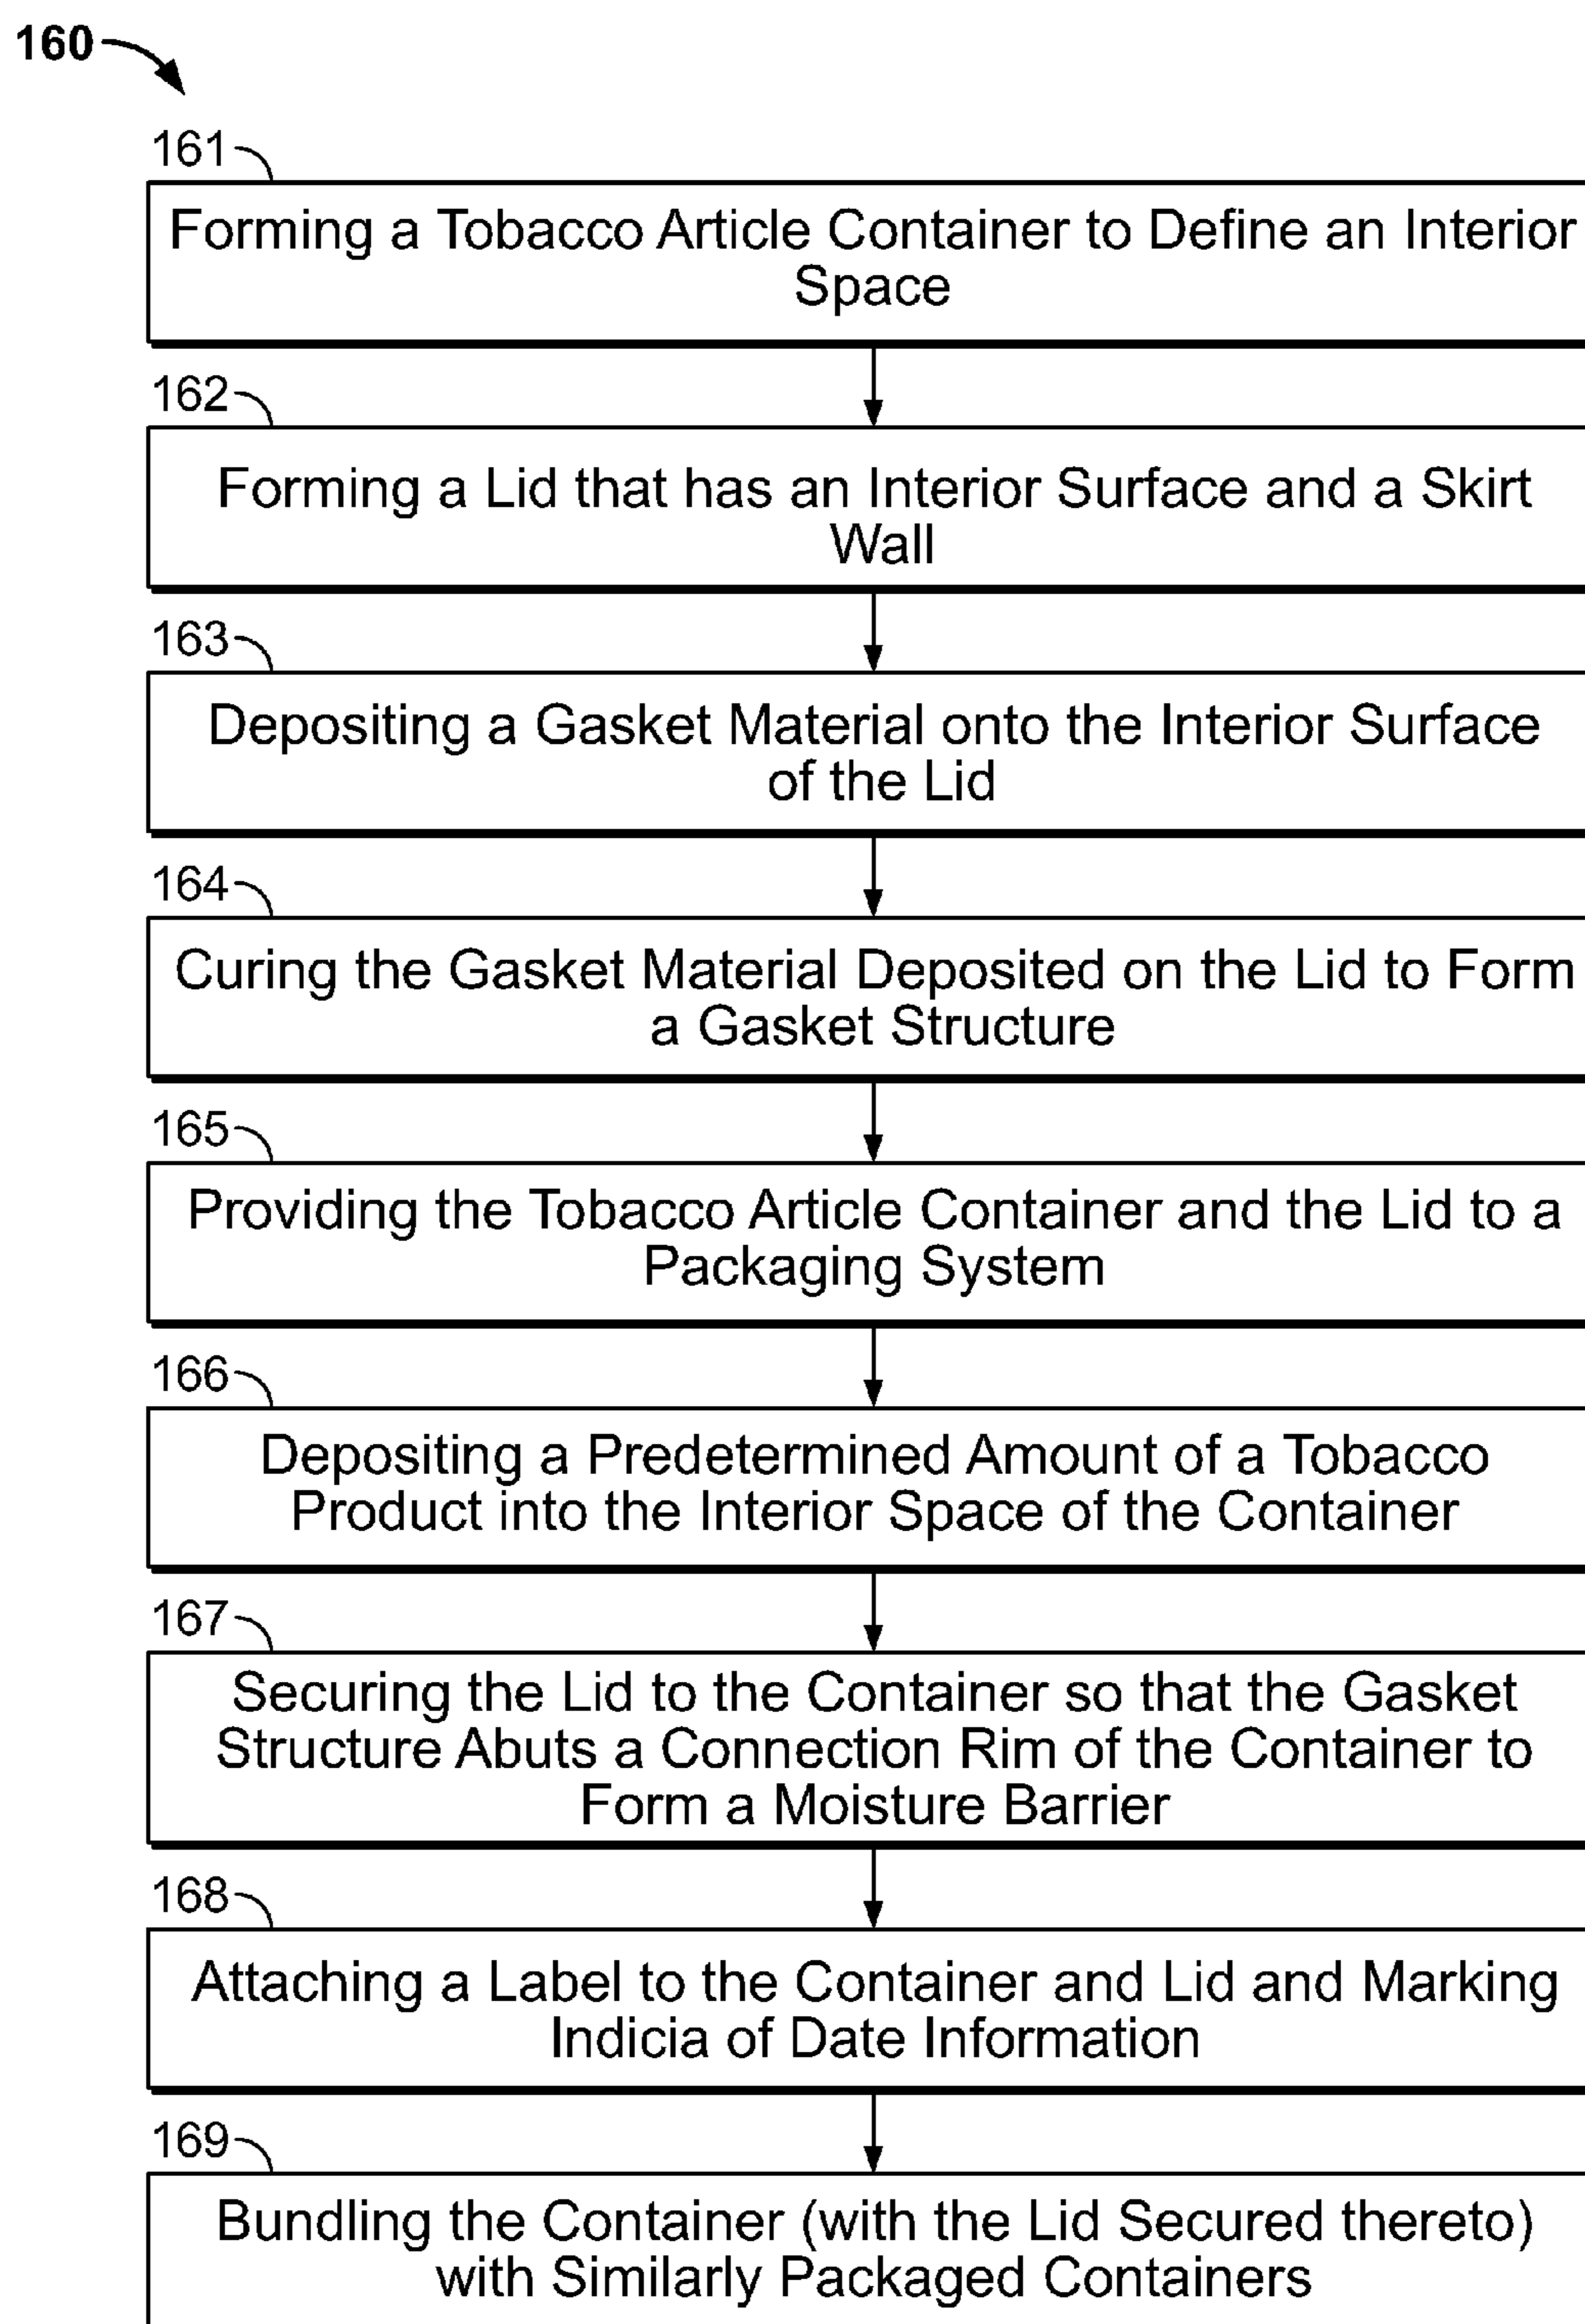 160
161
Forming a Tobacco Article Container to Define an Interior
Space
162
Forming a Lid that has an Interior Surface and a Skirt
Wall
163
Depositing a Gasket Material onto the Interior Surface
of the Lid
164
Curing the Gasket Material Deposited on the Lid to Form
a Gasket Structure
165
Providing the Tobacco Article Container and the Lid to a
Packaging System
166
Depositing a Predetermined Amount of a Tobacco
Product into the Interior Space of the Container
167
Securing the Lid to the Container so that the Gasket
Structure Abuts a Connection Rim of the Container to
Form a Moisture Barrier
168
Attaching a Label to the Container and Lid and Marking
Indicia of Date Information
169
Bundling the Container (with the Lid Secured thereto)
with Similarly Packaged Containers